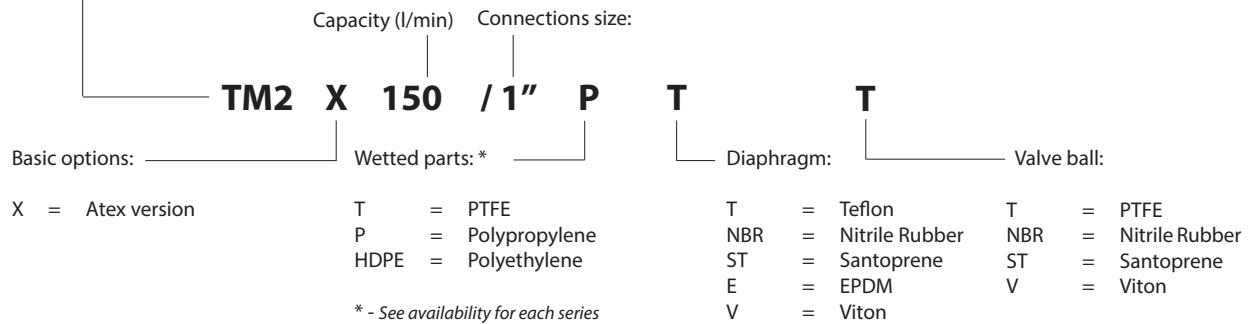 Capacity (l/min) Connections size:
TM2 X 150 / 1″ P T T
Basic options: Wetted parts: * Diaphragm: Valve ball:
X = Atex version T = PTFE T = Teflon T = PTFE
P = Polypropylene NBR = Nitrile Rubber NBR = Nitrile Rubber
HDPE = Polyethylene ST = Santoprene ST = Santoprene
E = EPDM V = Viton
* - See availability for each series V = Viton